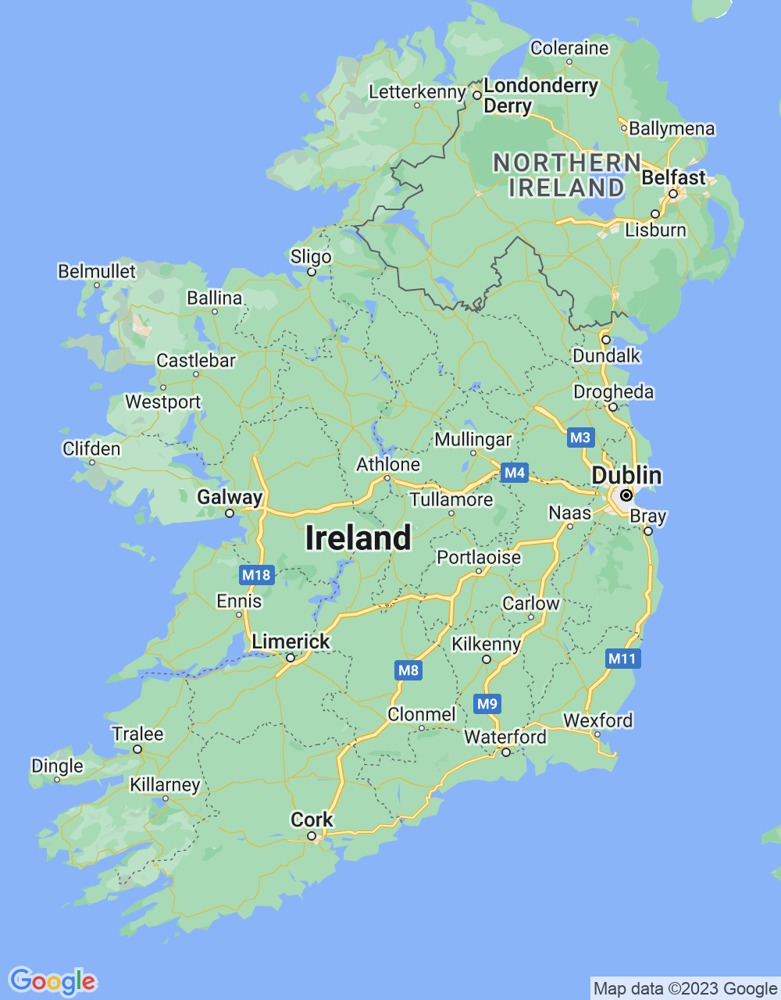 Coleraine
Letterkenny
Londonderry
Derry
Ballymena
NORTHERN
IRELAND
Belfast
Lisburn
Sligo
Belmullet
Ballina
Castlebar
Dundalk
Westport
Drogheda
Clifden
Mullingar
M3
Athlone
M4
Dublin
Galway
Tullamore
Naas
Bray
Ireland
Portlaoise
M18
Ennis
Carlow
Limerick
Kilkenny
M11
M8
M9
Clonmel
Wexford
Tralee
Waterford
Dingle
Killarney
Cork
Google
Map data ©2023 Google